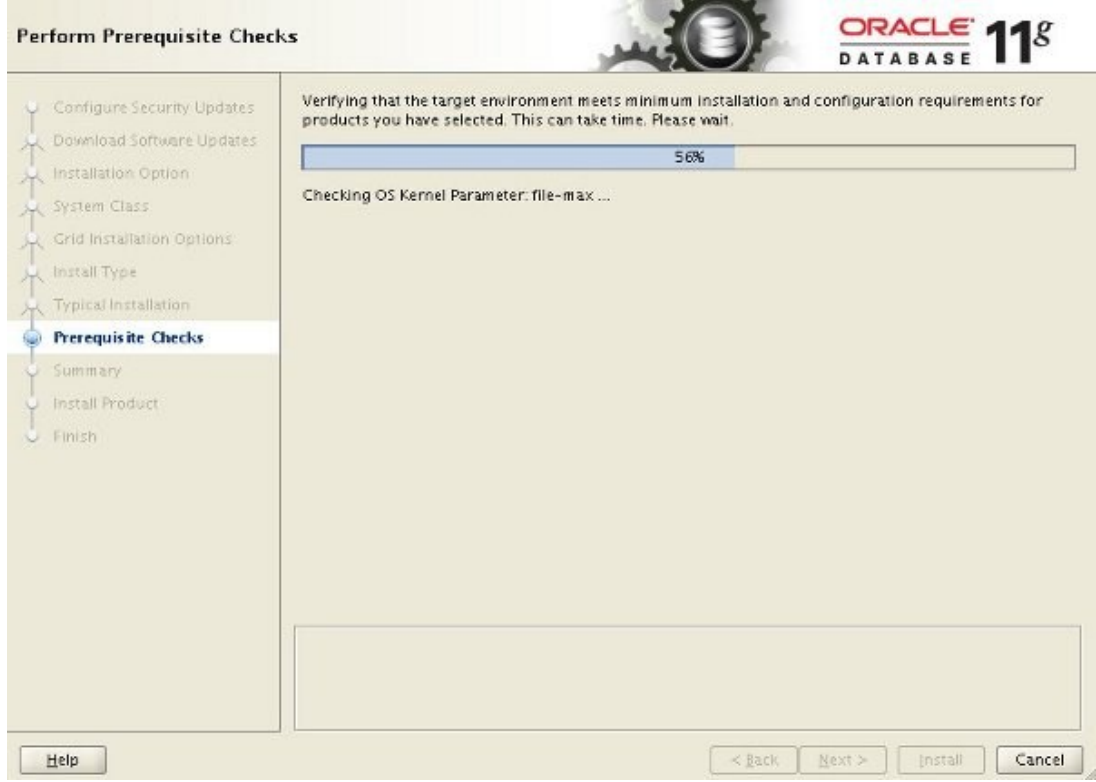 Perform Prerequisite Checks
ORACLE
DATABASE
11g
Configure Security Updates
Download Software Updates
Installation Option
System Class
Grid Installation Options
Install Type
Typical Installation
Prerequisite Checks
Summary
Install Product
Finish
Verifying that the target environment meets minimum installation and configuration requirements for
products you have selected. This can take time. Please wait.
56%
Checking OS Kernel Parameter: file-max ...
Help
< Back
Next >
Install
Cancel